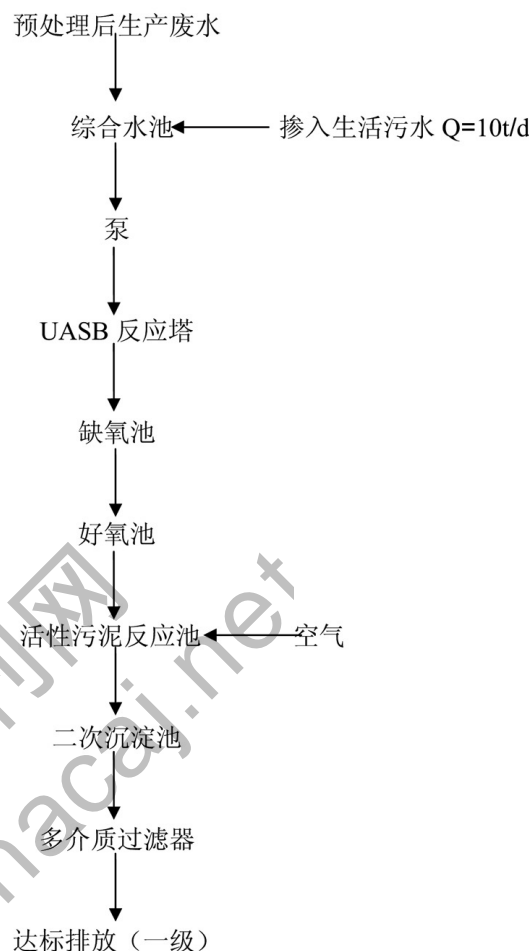 预处理后生产废水
综合水池
掺入生活污水 Q=10t/d
泵
UASB 反应塔
缺氧池
好氧池
活性污泥反应池
空气
二次沉淀池
多介质过滤器
达标排放（一级）